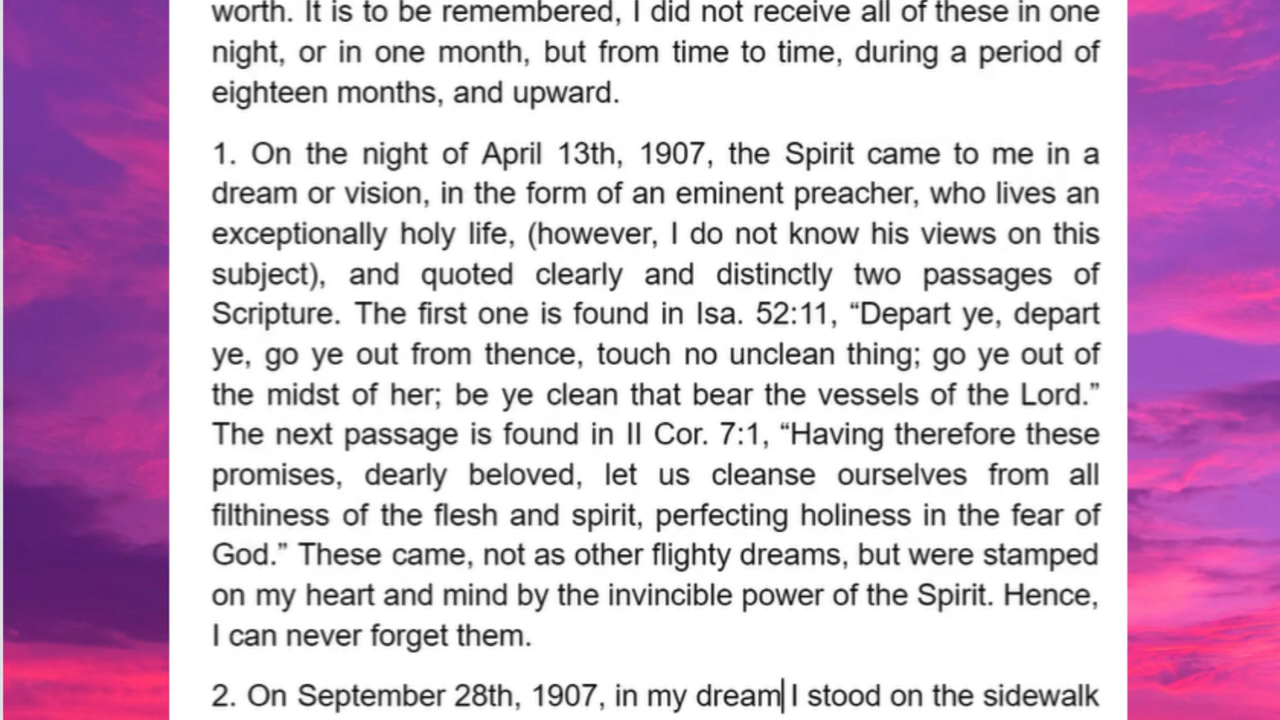 worth. It is to be remembered, I did not receive all of these in one
night, or in one month, but from time to time, during a period of
eighteen months, and upward.
1. On the night of April 13th, 1907, the Spirit came to me in a
dream or vision, in the form of an eminent preacher, who lives an
exceptionally holy life, (however, I do not know his views on this
subject), and quoted clearly and distinctly two passages of
Scripture. The first one is found in Isa. 52:11, “Depart ye, depart
ye, go ye out from thence, touch no unclean thing; go ye out of
the midst of her; be ye clean that bear the vessels of the Lord.”
The next passage is found in II Cor. 7:1, “Having therefore these
promises, dearly beloved, let us cleanse ourselves from all
filthiness of the flesh and spirit, perfecting holiness in the fear of
God.” These came, not as other flighty dreams, but were stamped
on my heart and mind by the invincible power of the Spirit. Hence,
I can never forget them.
2. On September 28th, 1907, in my dream I stood on the sidewalk